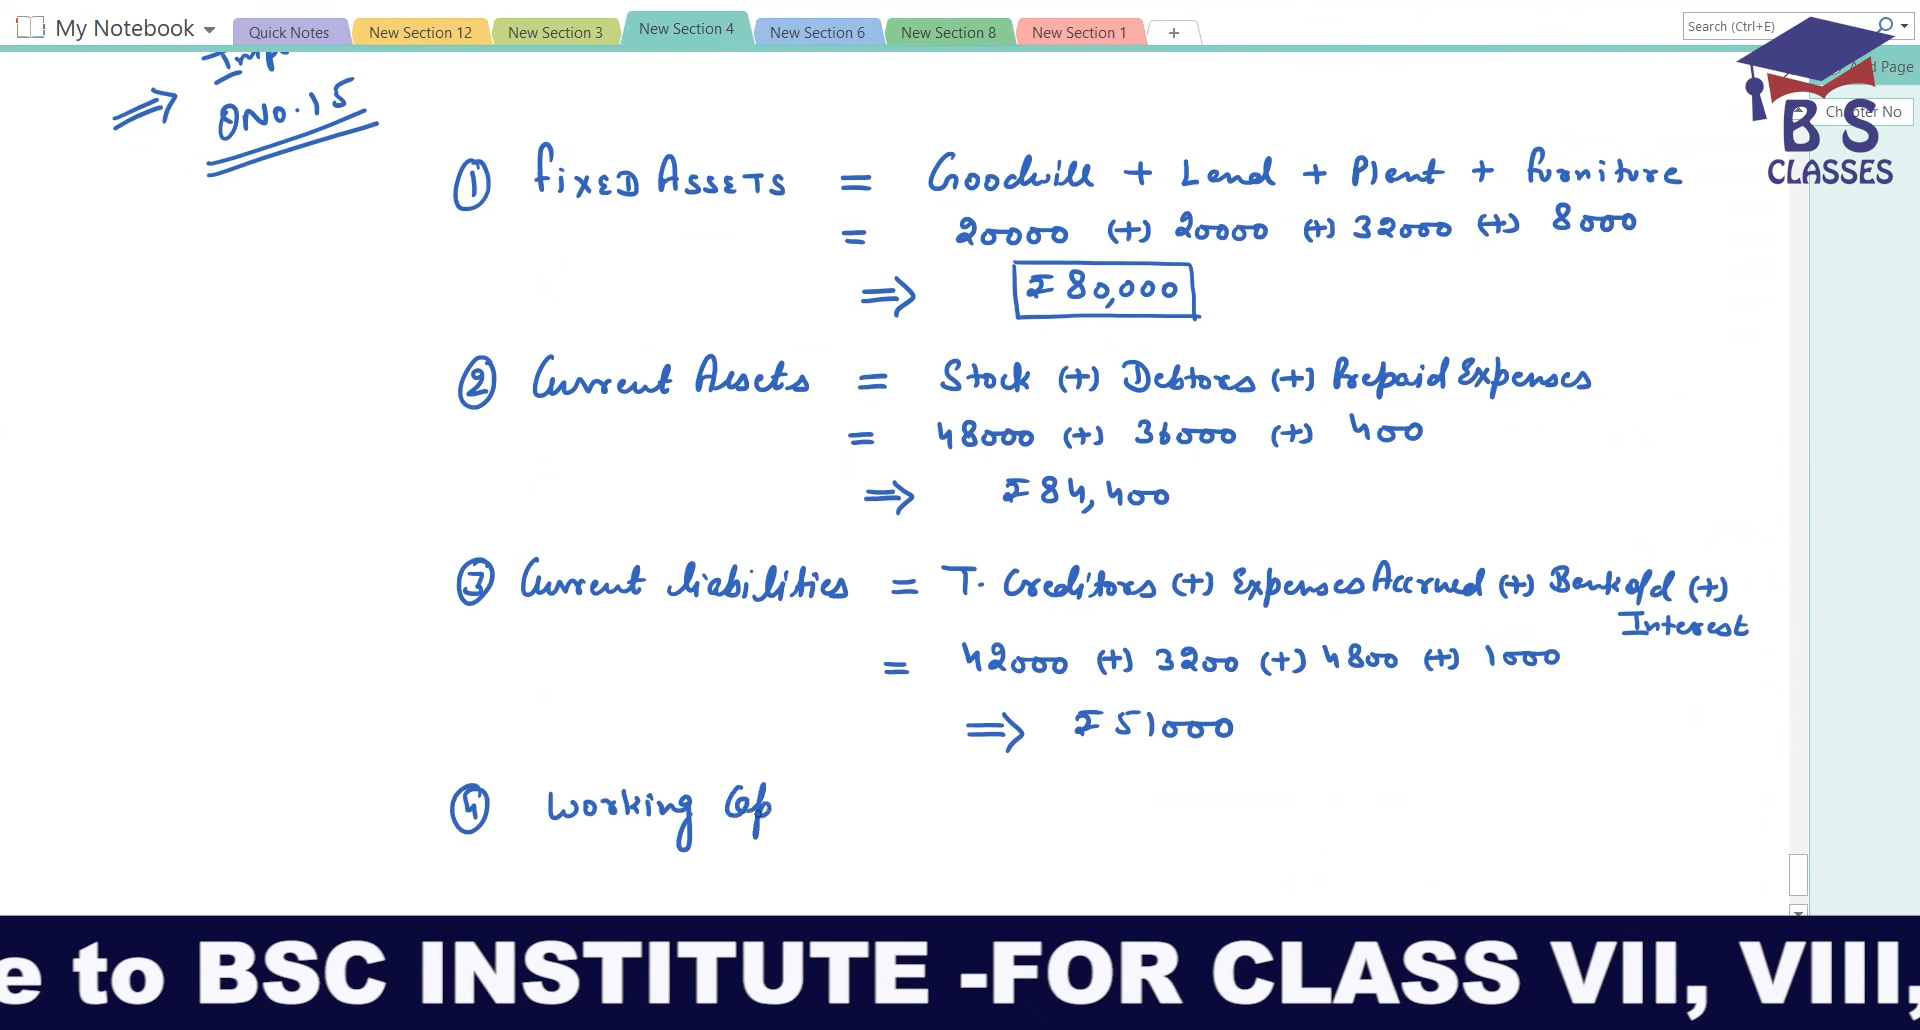 My Notebook
Quick Notes
New Section 12
New Section 3
New Section 4
New Section 6
New Section 8
New Section 1
+
Search (Ctrl+E)
d Page
Ch ter No
B S
CLASSES
Imp
QNo.15
① FIXED ASSETS = Goodwill + Land + Plant + Furniture
= 20000 (+) 20000 (+) 32000 (+) 8000
⇒ ₹80,000
② Current Assets = Stock (+) Debtors (+) Prepaid Expenses
= 48000 (+) 36000 (+) 400
⇒ ₹84,400
③ Current liabilities = T. Creditors (+) Expenses Accrued (+) Bank o/d (+)
Interest
= 42000 (+) 3200 (+) 4800 (+) 1000
⇒ ₹51000
④ Working Cap
e to BSC INSTITUTE -FOR CLASS VII, VIII,